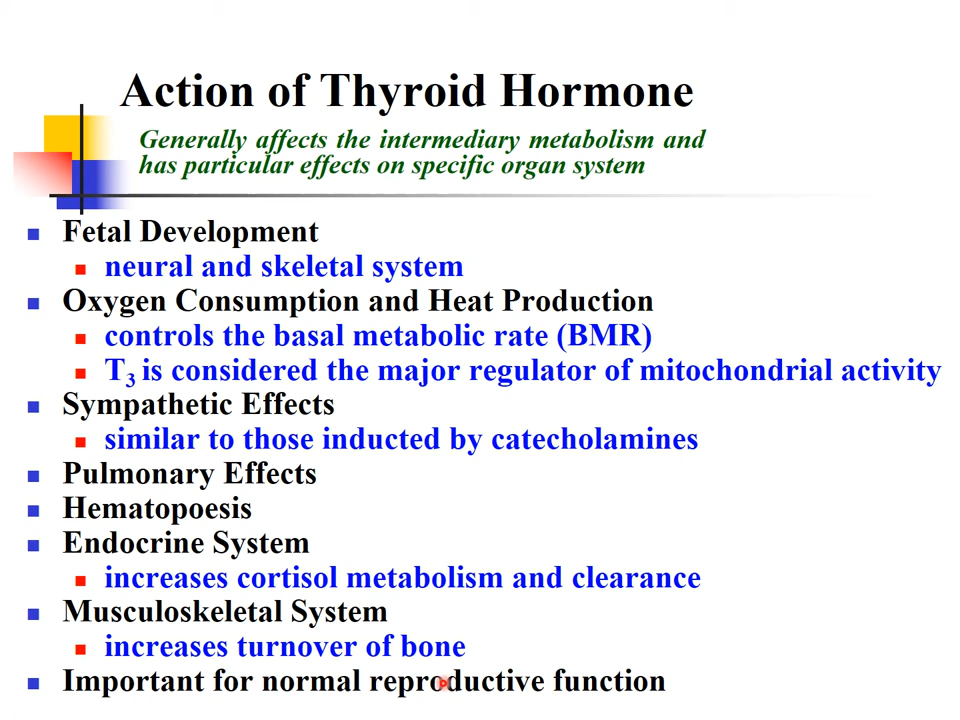 Action of Thyroid Hormone
Generally affects the intermediary metabolism and
has particular effects on specific organ system
Fetal Development
neural and skeletal system
Oxygen Consumption and Heat Production
controls the basal metabolic rate (BMR)
T3 is considered the major regulator of mitochondrial activity
Sympathetic Effects
similar to those inducted by catecholamines
Pulmonary Effects
Hematopoesis
Endocrine System
increases cortisol metabolism and clearance
Musculoskeletal System
increases turnover of bone
Important for normal reproductive function